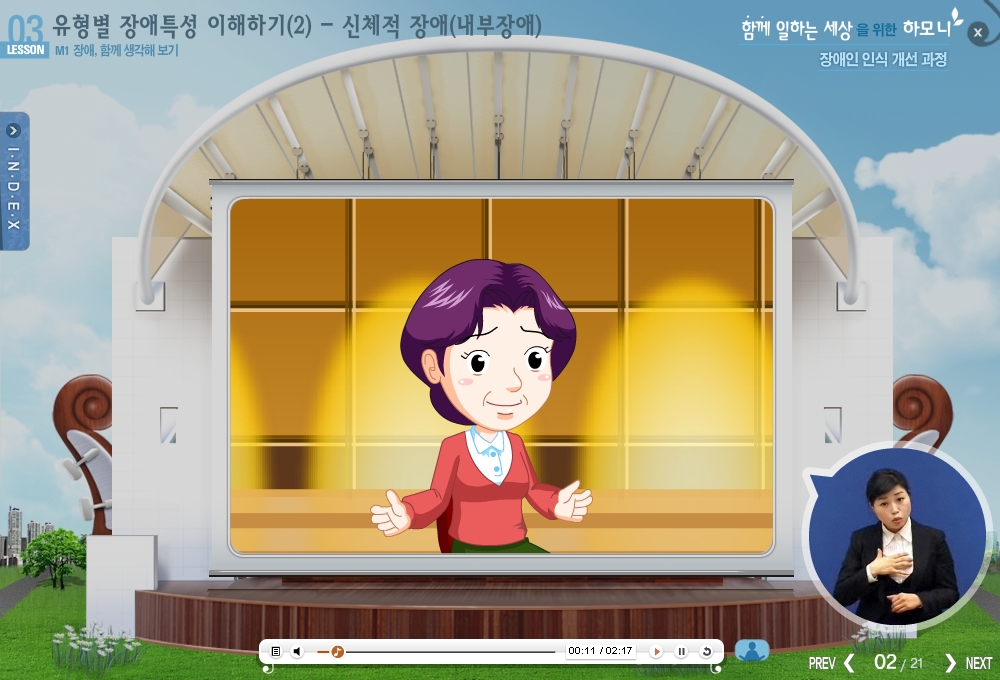 03
LESSON
유형별 장애특성 이해하기(2) - 신체적 장애(내부장애)
M1 장애, 함께 생각해 보기
함께 일하는 세상 을 위한 하모니
장애인 인식 개선 과정
x
I·N·D·E·X
00:11 / 02:17
PREV
02 / 21
NEXT